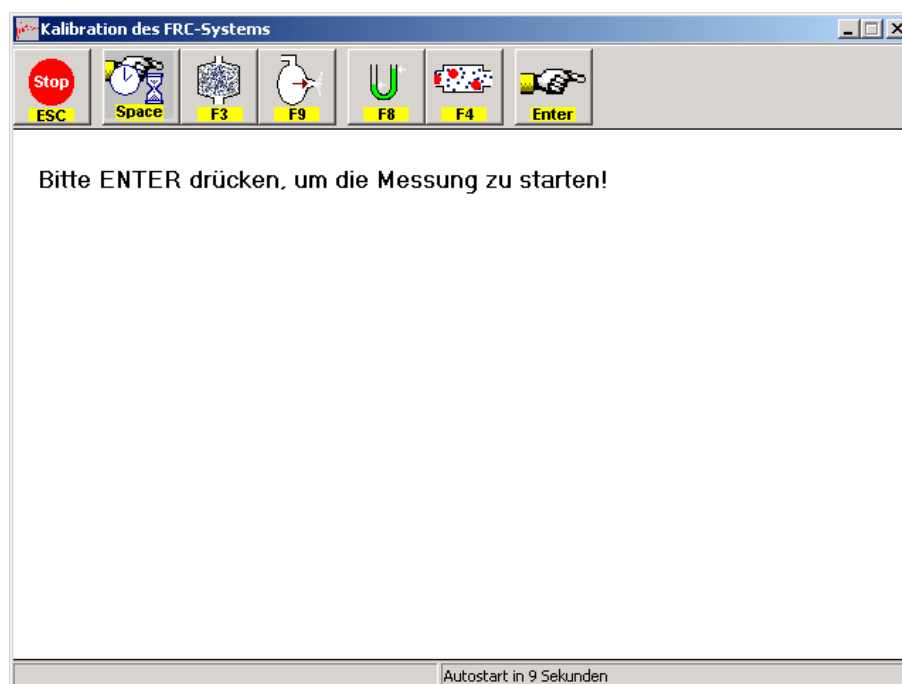 Kalibration des FRC-Systems
Stop
ESC
Space
F3
F9
F8
F4
Enter
Bitte ENTER drücken, um die Messung zu starten!
Autostart in 9 Sekunden